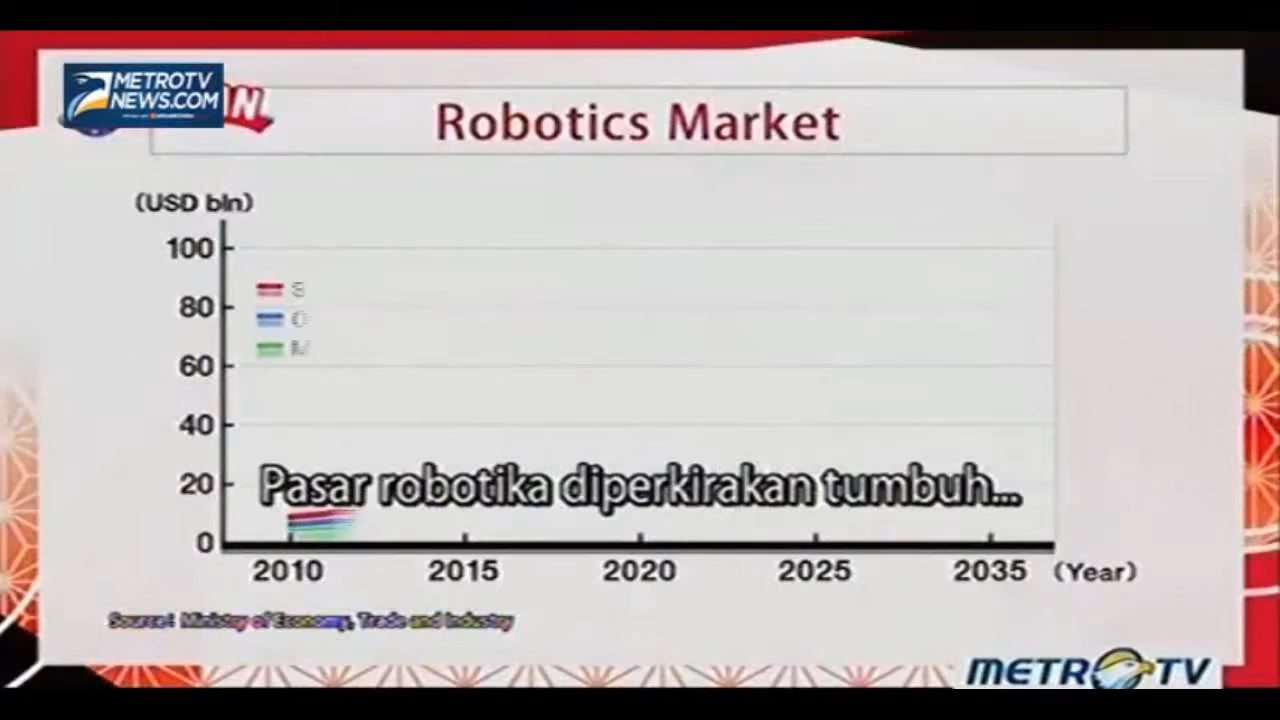 METROTV
NEWS.COM
Robotics Market
(USD bln)
100
80
60
40
20
0
Pasar robotika diperkirakan tumbuh...
2010 2015 2020 2025 2035 (Year)
Source: Ministry of Economy, Trade and Industry
METRO TV